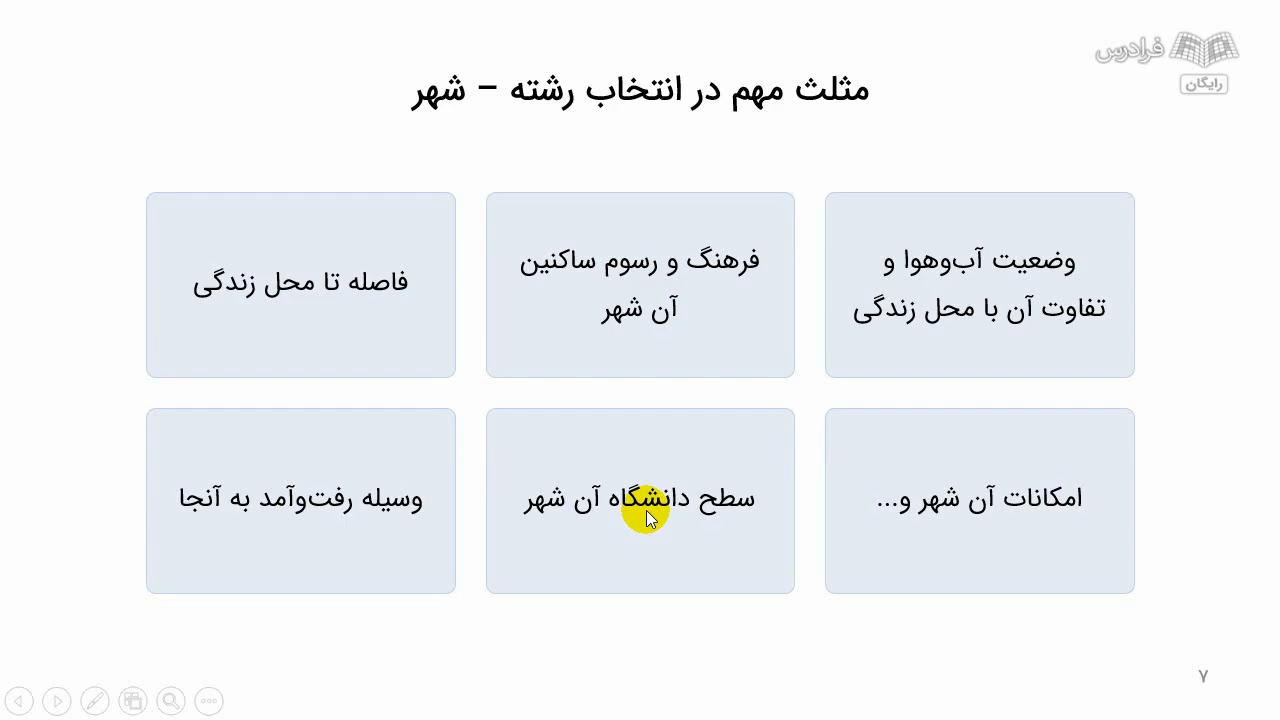 فرادرس
رایگان
مثلث مهم در انتخاب رشته – شهر
وضعیت آب‌وهوا و
تفاوت آن با محل زندگی
فرهنگ و رسوم ساکنین
آن شهر
فاصله تا محل زندگی
امکانات آن شهر و...
سطح دانشگاه آن شهر
وسیله رفت‌وآمد به آنجا
۷